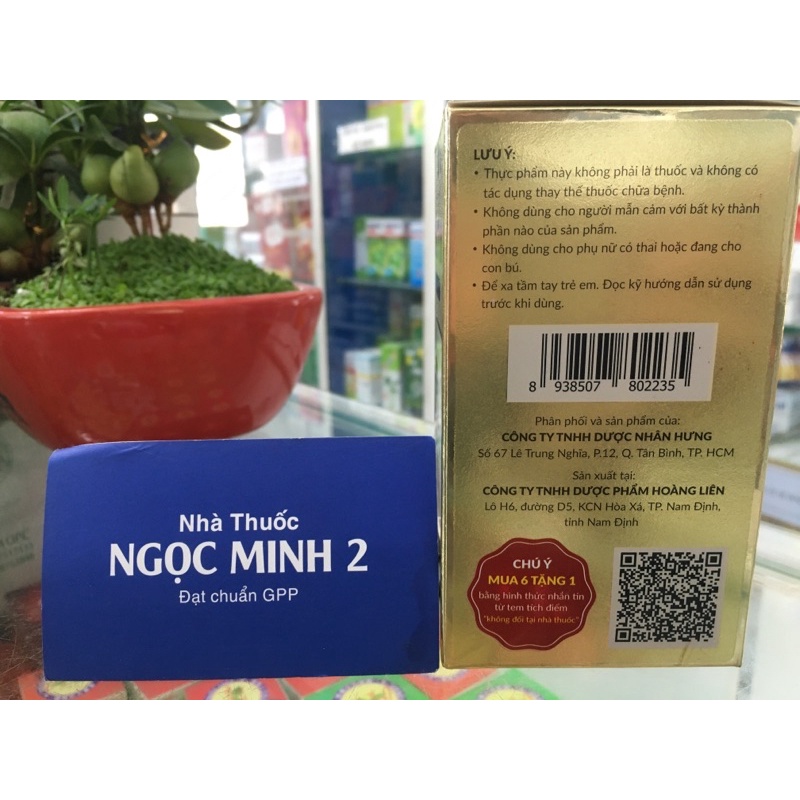 LƯU Ý:
• Thực phẩm này không phải là thuốc và không có
tác dụng thay thế thuốc chữa bệnh.
• Không dùng cho người mẫn cảm với bất kỳ thành
phần nào của sản phẩm.
• Không dùng cho phụ nữ có thai hoặc đang cho
con bú.
• Để xa tầm tay trẻ em. Đọc kỹ hướng dẫn sử dụng
trước khi dùng.
8 938507 802235
Phân phối và sản phẩm của:
CÔNG TY TNHH DƯỢC NHÂN HƯNG
Số 67 Lê Trung Nghĩa, P.12, Q. Tân Bình, TP. HCM
Sản xuất tại:
CÔNG TY TNHH DƯỢC PHẨM HOÀNG LIÊN
Lô H6, đường D5, KCN Hòa Xá, TP. Nam Định,
tỉnh Nam Định
CHÚ Ý
MUA 6 TẶNG 1
bằng hình thức nhắn tin
từ tem tích điểm
"không đổi tại nhà thuốc"
Nhà Thuốc
NGỌC MINH 2
Đạt chuẩn GPP